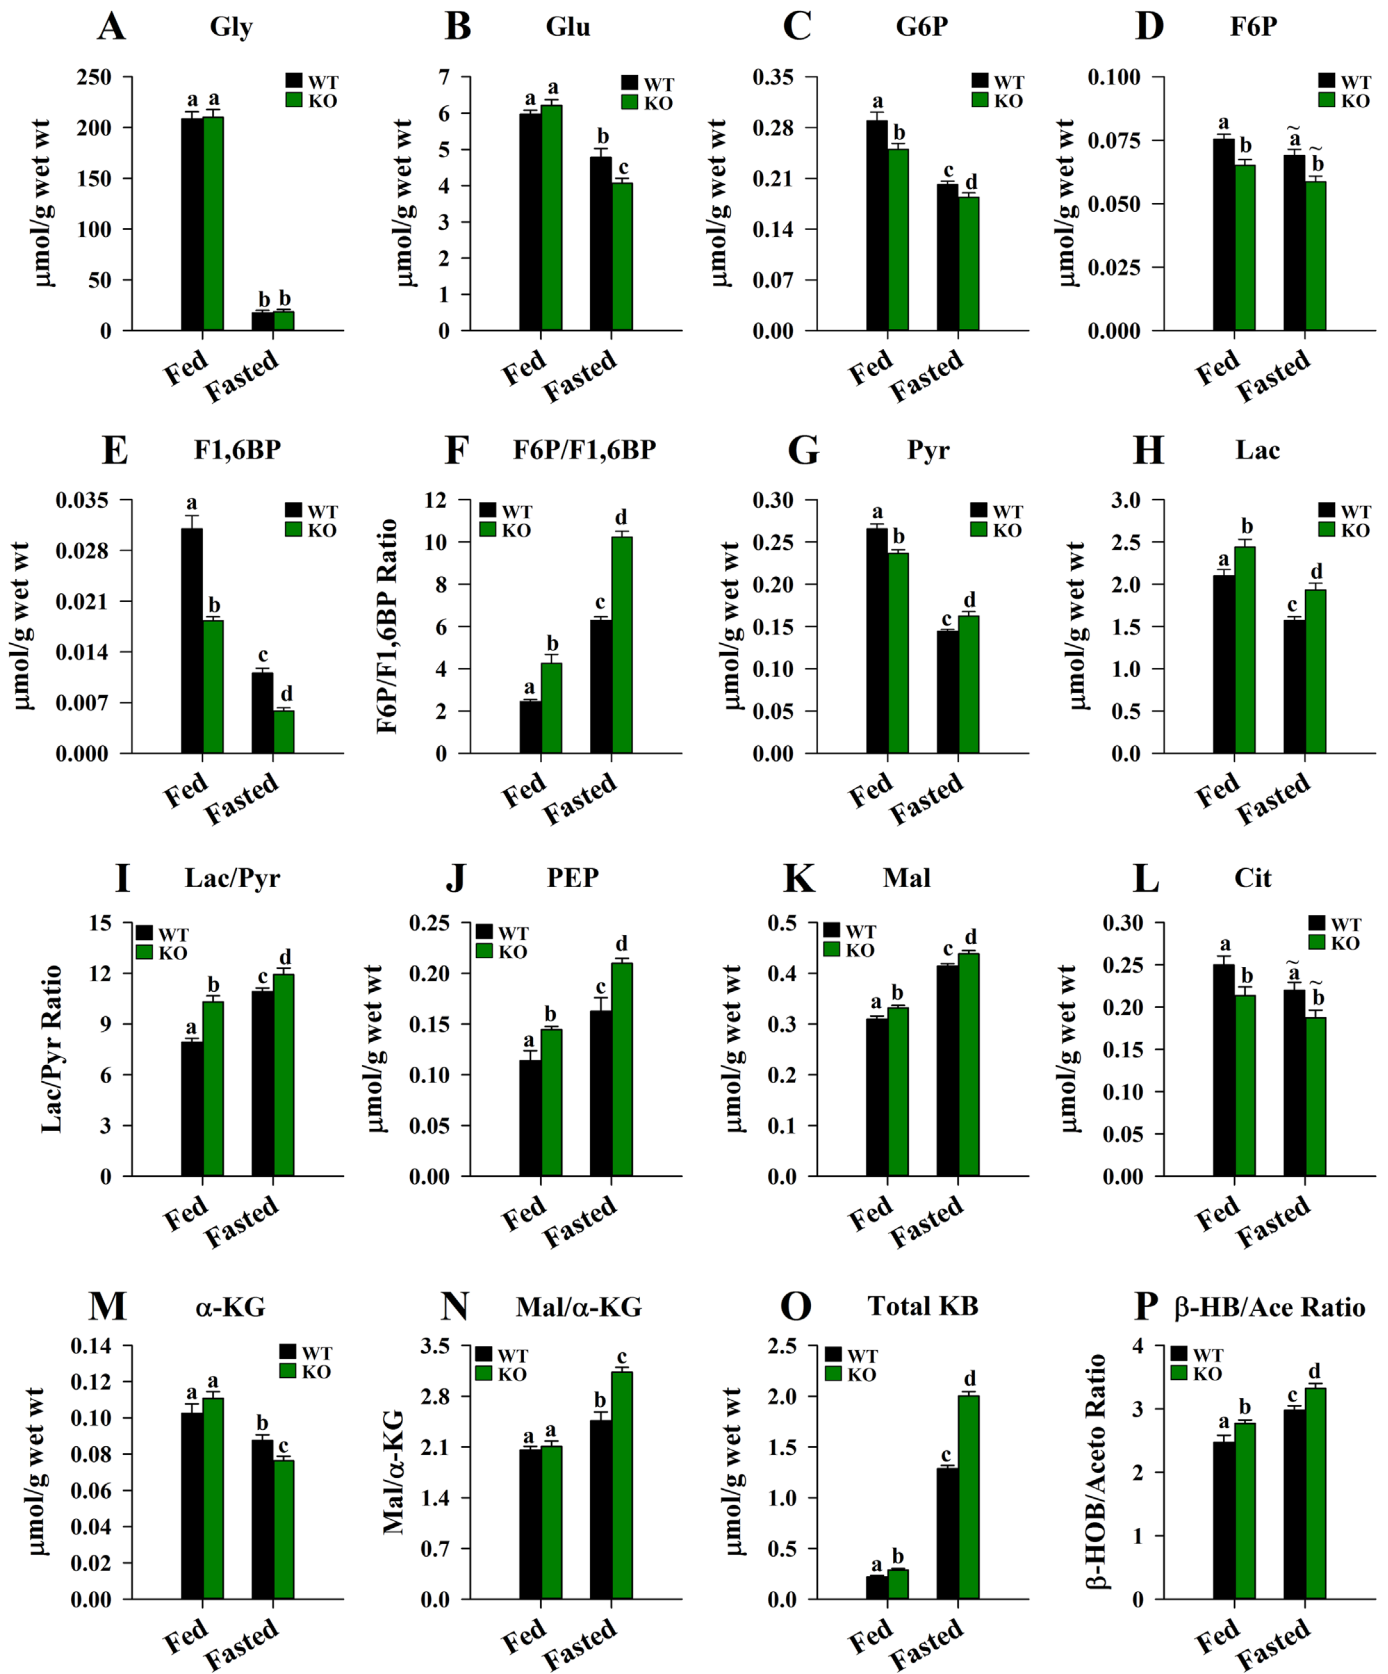 A Gly
B Glu
C G6P
D F6P
250
200
150
100
50
0
μmol/g wet wt
WT
KO
a a
b b
Fed
Fasted
7
6
5
4
3
2
1
0
μmol/g wet wt
WT
KO
a a
b
c
Fed
Fasted
0.35
0.28
0.21
0.14
0.07
0.00
μmol/g wet wt
WT
KO
a
b
c d
Fed
Fasted
0.100
0.075
0.050
0.025
0.000
μmol/g wet wt
WT
KO
a
b
ã
b̃
Fed
Fasted
E F1,6BP
F F6P/F1,6BP
G Pyr
H Lac
0.035
0.028
0.021
0.014
0.007
0.000
μmol/g wet wt
WT
KO
a
b
c
d
Fed
Fasted
12
10
8
6
4
2
0
F6P/F1,6BP Ratio
WT
KO
a
b
c
d
Fed
Fasted
0.30
0.25
0.20
0.15
0.10
0.05
0.00
μmol/g wet wt
WT
KO
a
b
c
d
Fed
Fasted
3.0
2.5
2.0
1.5
1.0
0.5
0.0
μmol/g wet wt
WT
KO
a
b
c
d
Fed
Fasted
I Lac/Pyr
J PEP
K Mal
L Cit
15
12
9
6
3
0
Lac/Pyr Ratio
WT
KO
a
b
c
d
Fed
Fasted
0.25
0.20
0.15
0.10
0.05
0.00
μmol/g wet wt
WT
KO
a
b
c
d
Fed
Fasted
0.5
0.4
0.3
0.2
0.1
0.0
μmol/g wet wt
WT
KO
a b
c d
Fed
Fasted
0.30
0.25
0.20
0.15
0.10
0.05
0.00
μmol/g wet wt
WT
KO
a
b
ã
b̃
Fed
Fasted
M α-KG
N Mal/α-KG
O Total KB
P β-HB/Ace Ratio
0.14
0.12
0.10
0.08
0.06
0.04
0.02
0.00
μmol/g wet wt
WT
KO
a a
b
c
Fed
Fasted
3.5
2.8
2.1
1.4
0.7
0.0
Mal/α-KG
WT
KO
a a
b
c
Fed
Fasted
2.5
2.0
1.5
1.0
0.5
0.0
μmol/g wet wt
WT
KO
a b
c
d
Fed
Fasted
4
3
2
1
0
β-HOB/Aceto Ratio
WT
KO
a
b
c
d
Fed
Fasted